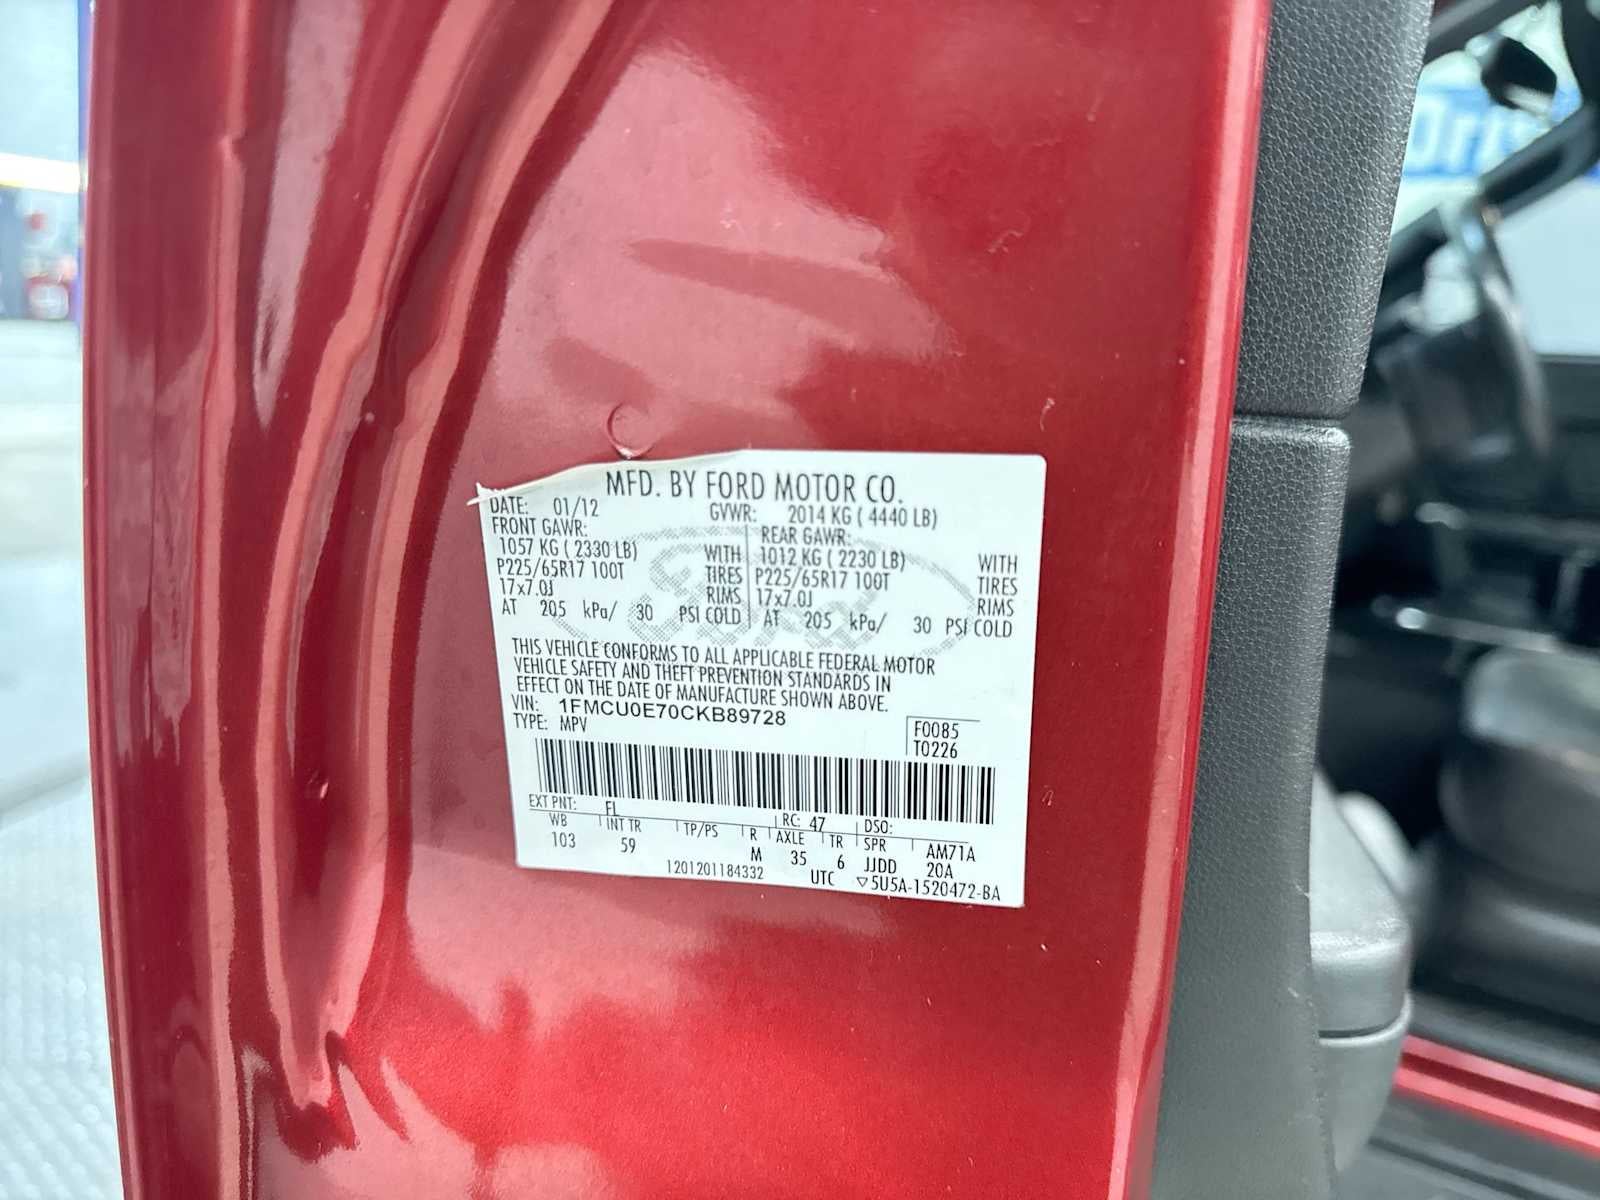 MFD. BY FORD MOTOR CO.
DATE: 01/12 GVWR: 2014 KG ( 4440 LB)
FRONT GAWR: REAR GAWR:
1057 KG ( 2330 LB) WITH 1012 KG ( 2230 LB) WITH
P225/65R17 100T TIRES P225/65R17 100T TIRES
17x7.0J RIMS 17x7.0J RIMS
AT 205 kPa/ 30 PSI COLD AT 205 kPa/ 30 PSI COLD
Ford
THIS VEHICLE CONFORMS TO ALL APPLICABLE FEDERAL MOTOR
VEHICLE SAFETY AND THEFT PREVENTION STANDARDS IN
EFFECT ON THE DATE OF MANUFACTURE SHOWN ABOVE.
VIN: 1FMCU0E70CKB89728
TYPE: MPV
F0085
T0226
EXT PNT: FL RC: 47 DSO:
WB INT TR TP/PS R AXLE TR SPR AM71A
103 59 M 35 6 JJDD 20A
1201201184332 UTC ▽5U5A-1520472-BA